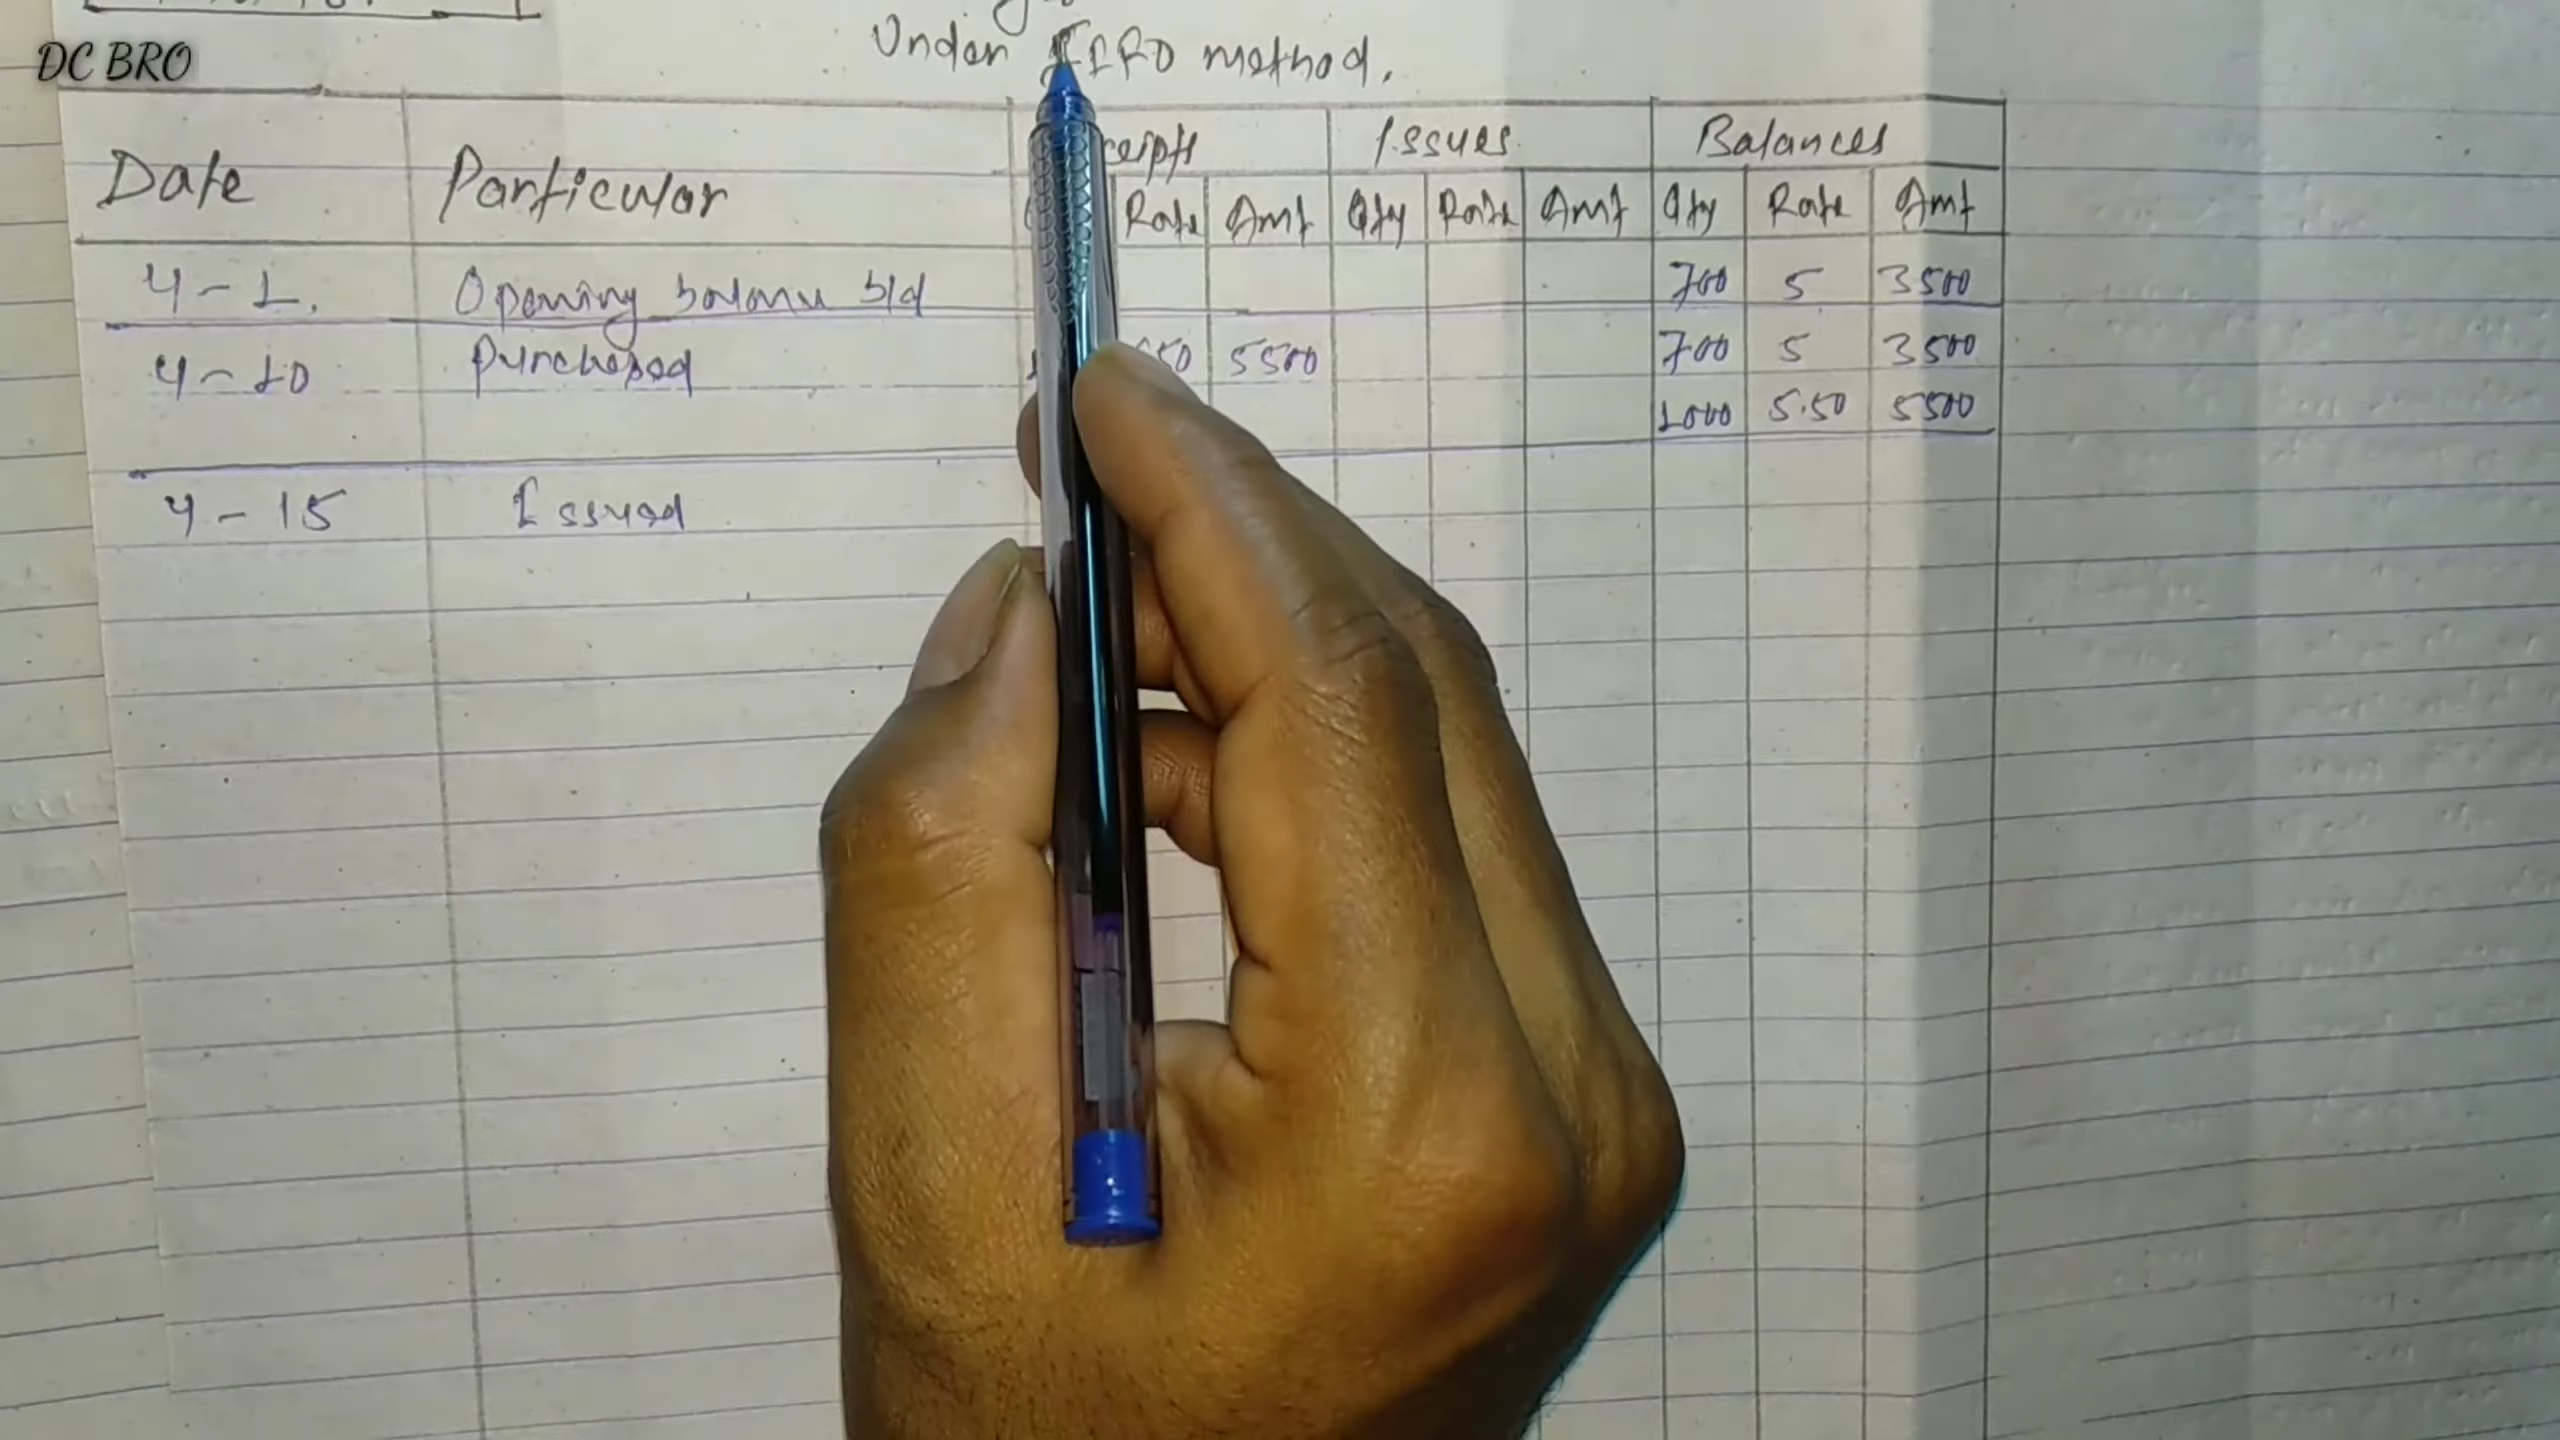 DC BRO
Under FIFO method.
Date Particular Issues Balances
Rate Amt Qty Rate Amt Qty Rate Amt
4-1. Opening balance b/d 700 5 3500
4-10 Purchased 5500 700 5 3500
1000 5.50 5500
4-15 Issued